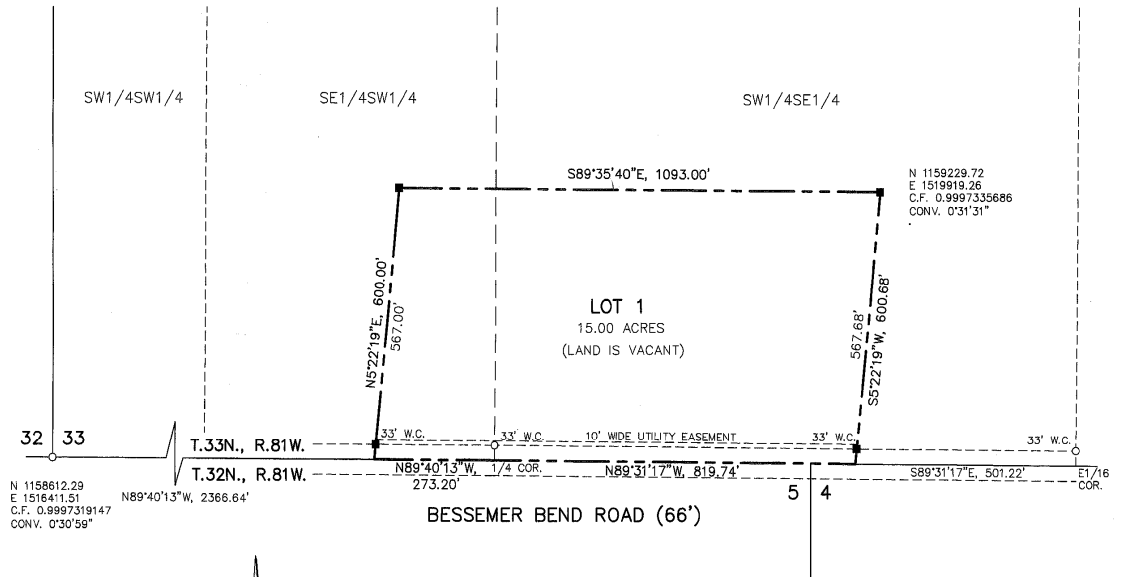 SW1/4SW1/4
SE1/4SW1/4
SW1/4SE1/4
S89°35'40"E, 1093.00'
N 1159229.72
E 1519919.26
C.F. 0.9997335686
CONV. 0°31'31"
N5°22'19"E, 600.00'
567.00'
LOT 1
15.00 ACRES
(LAND IS VACANT)
567.68'
S5°22'19"W, 600.68'
32 33
T.33N., R.81W.
33' W.C.
33' W.C.
10' WIDE UTILITY EASEMENT
33' W.C.
33' W.C.
T.32N., R.81W.
N89°40'13"W,
273.20'
1/4 COR.
N89°31'17"W, 819.74'
S89°31'17"E, 501.22'
E1/16
COR.
N 1158612.29
E 1516411.51
C.F. 0.9997319147
CONV. 0°30'59"
N89°40'13"W, 2366.64'
5 4
BESSEMER BEND ROAD (66')